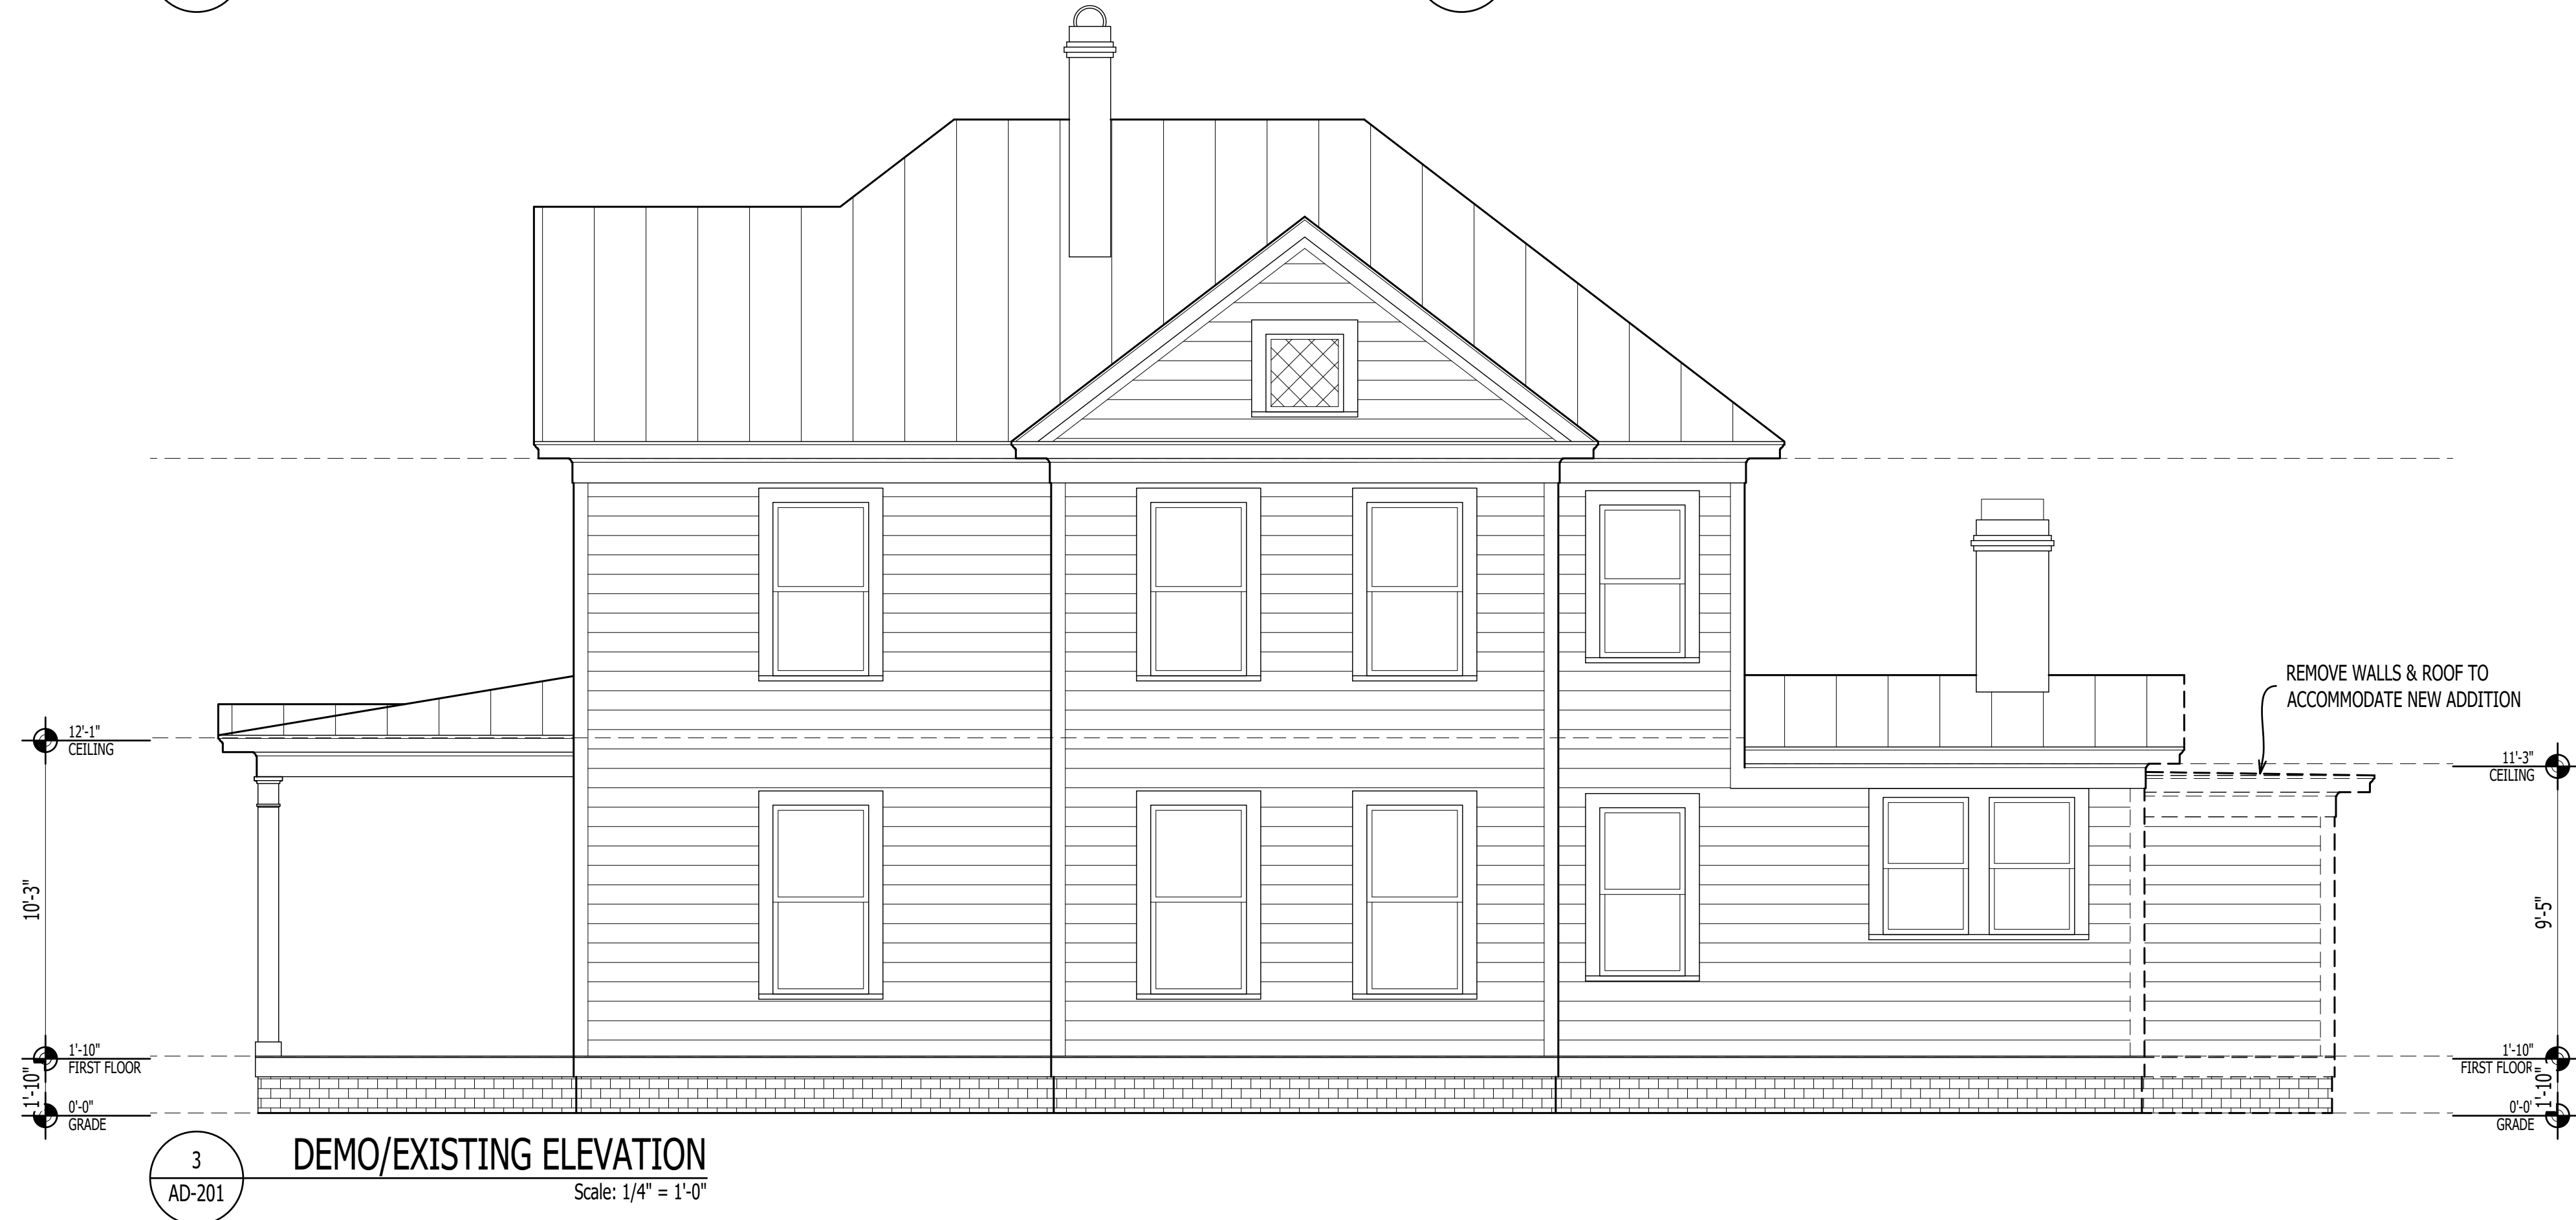 REMOVE WALLS & ROOF TO
ACCOMMODATE NEW ADDITION
12'-1"
CEILING
11'-3"
CEILING
10'-3"
9'-5"
1'-10"
FIRST FLOOR
1'-10"
FIRST FLOOR
1'-10"
1'-10"
0'-0"
GRADE
0'-0"
GRADE
3
AD-201
DEMO/EXISTING ELEVATION
Scale: 1/4" = 1'-0"